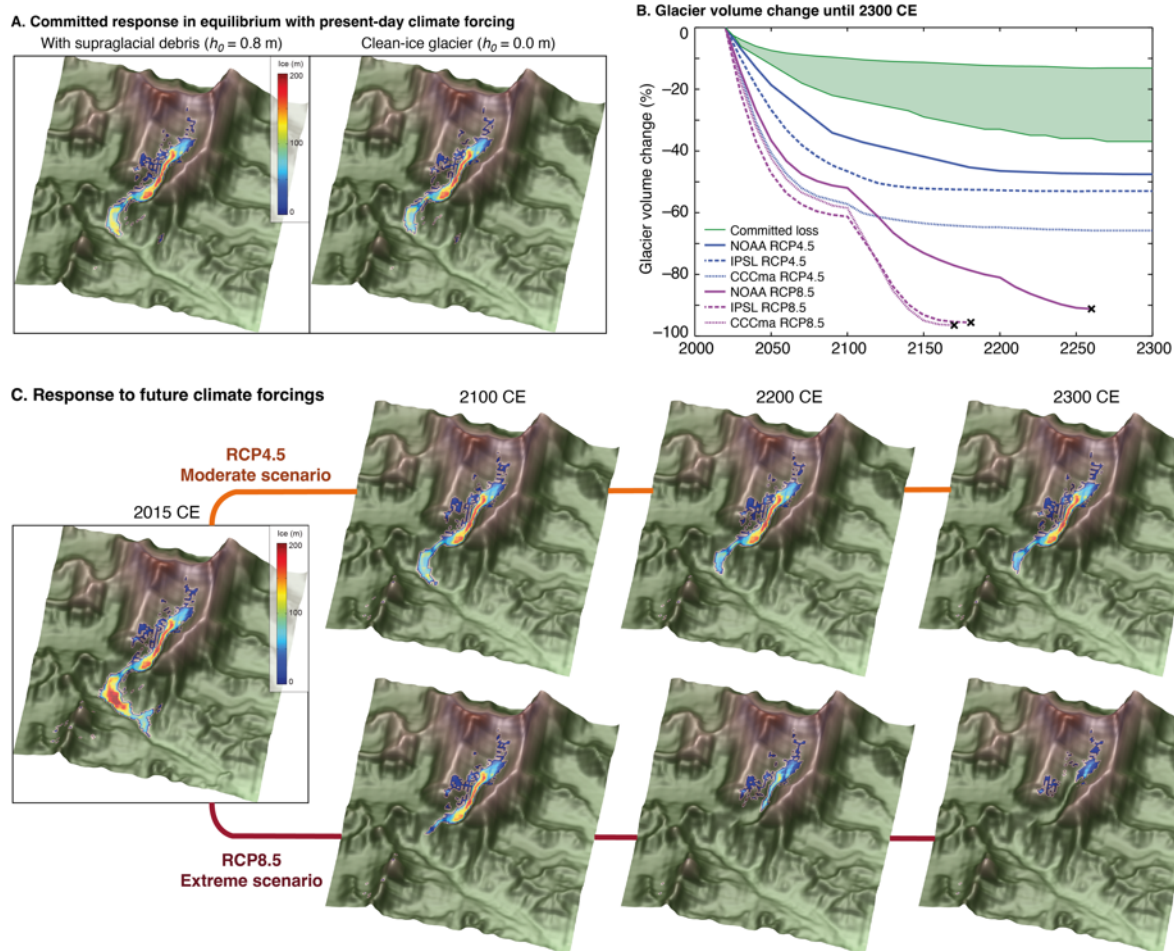 A. Committed response in equilibrium with present-day climate forcing
With supraglacial debris (h0 = 0.8 m)
Clean-ice glacier (h0 = 0.0 m)
Ice (m)
200
100
0
B. Glacier volume change until 2300 CE
Glacier volume change (%)
0
−20
−40
−60
−80
−100
Committed loss
NOAA RCP4.5
IPSL RCP4.5
CCCma RCP4.5
NOAA RCP8.5
IPSL RCP8.5
CCCma RCP8.5
2000 2050 2100 2150 2200 2250 2300
C. Response to future climate forcings
2100 CE
2200 CE
2300 CE
RCP4.5
Moderate scenario
2015 CE
Ice (m)
200
100
0
RCP8.5
Extreme scenario